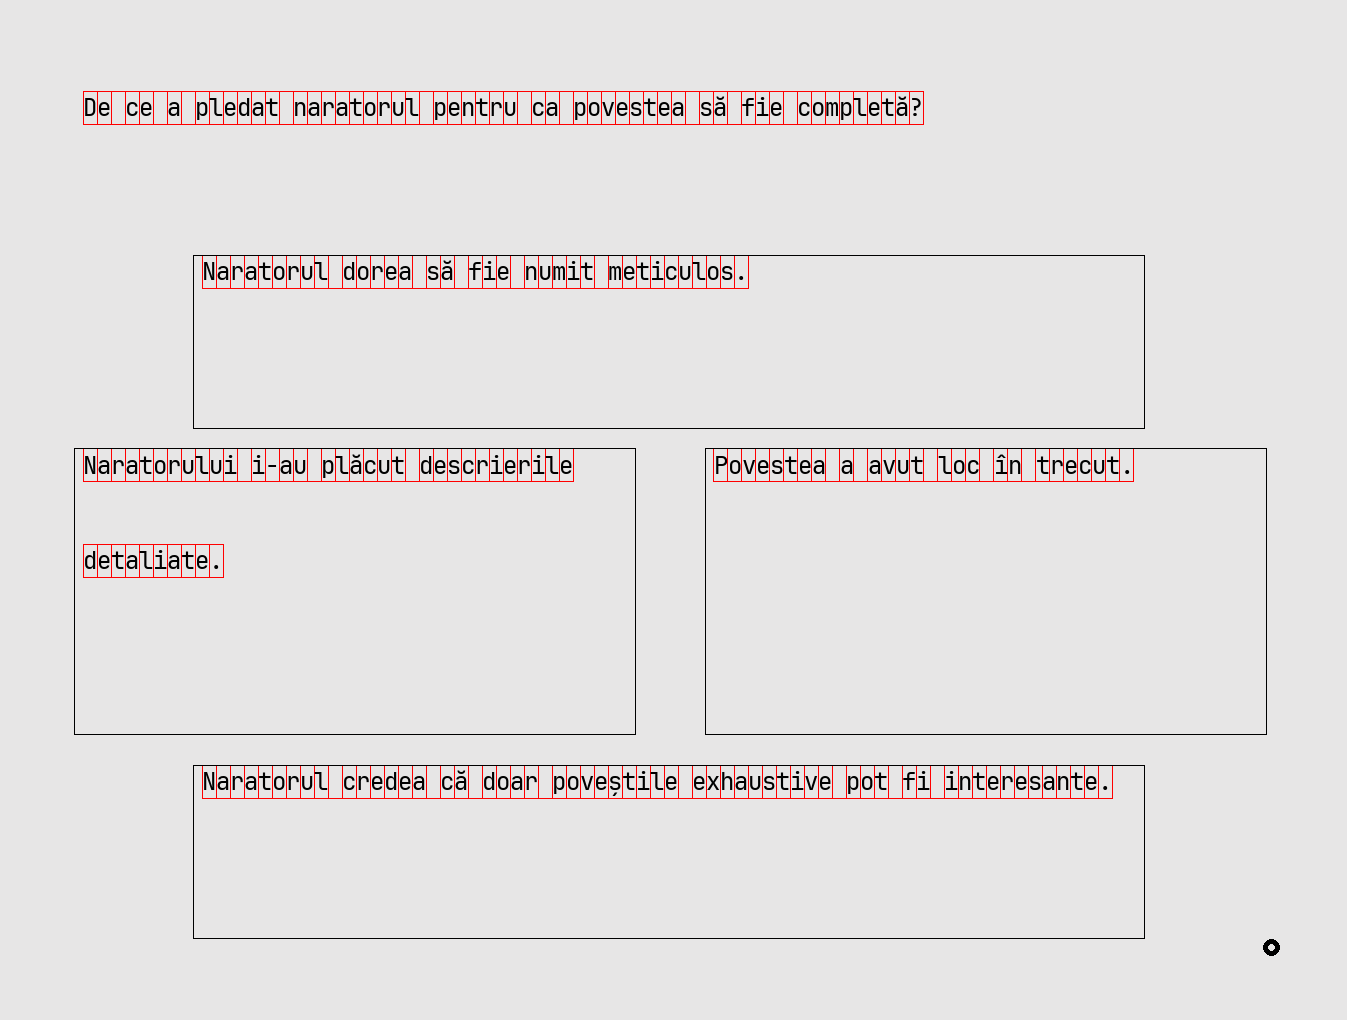 De ce a pledat naratorul pentru ca povestea să fie completă?
Naratorul dorea să fie numit meticulos.
Naratorului i-au plăcut descrierile
detaliate.
Povestea a avut loc în trecut.
Naratorul credea că doar poveștile exhaustive pot fi interesante.